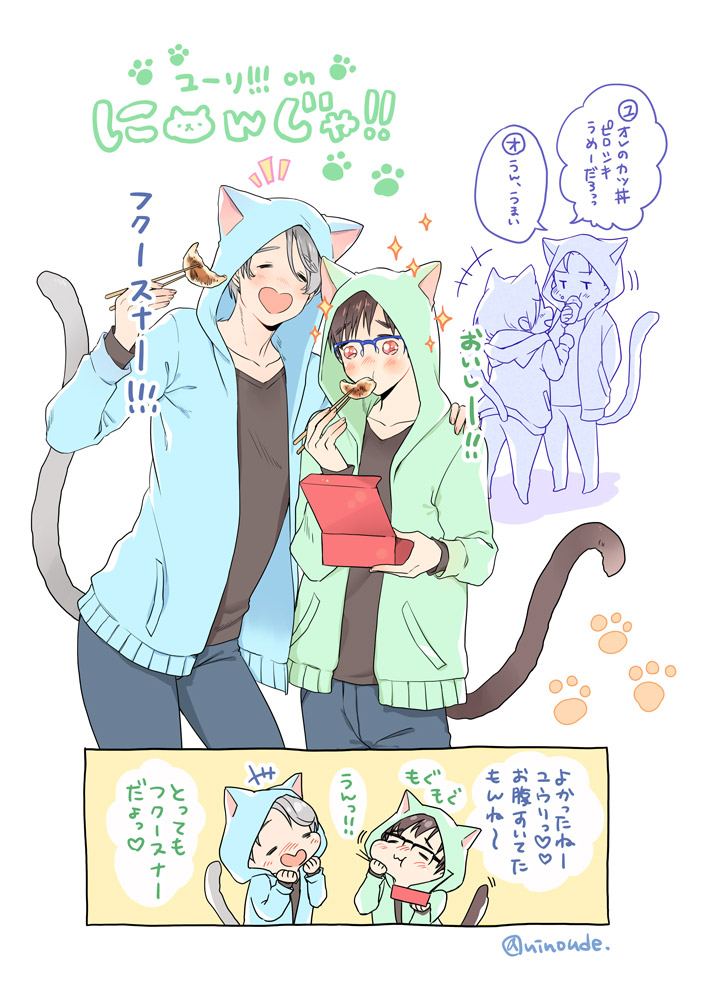 ユーリ!!! on
にゃんじゃ!!
フクースナー!!!
おいしー!!
ユ
オレのカツ丼
ピロシキ
うめーだろっ
オ
うん、うまい
よかったねー
ユウリっ♡♡
お腹すいてた
もんね〜
もぐ
もぐ
うんっ!!
とっても
フクースナー
だよっ♡
@ninoude.